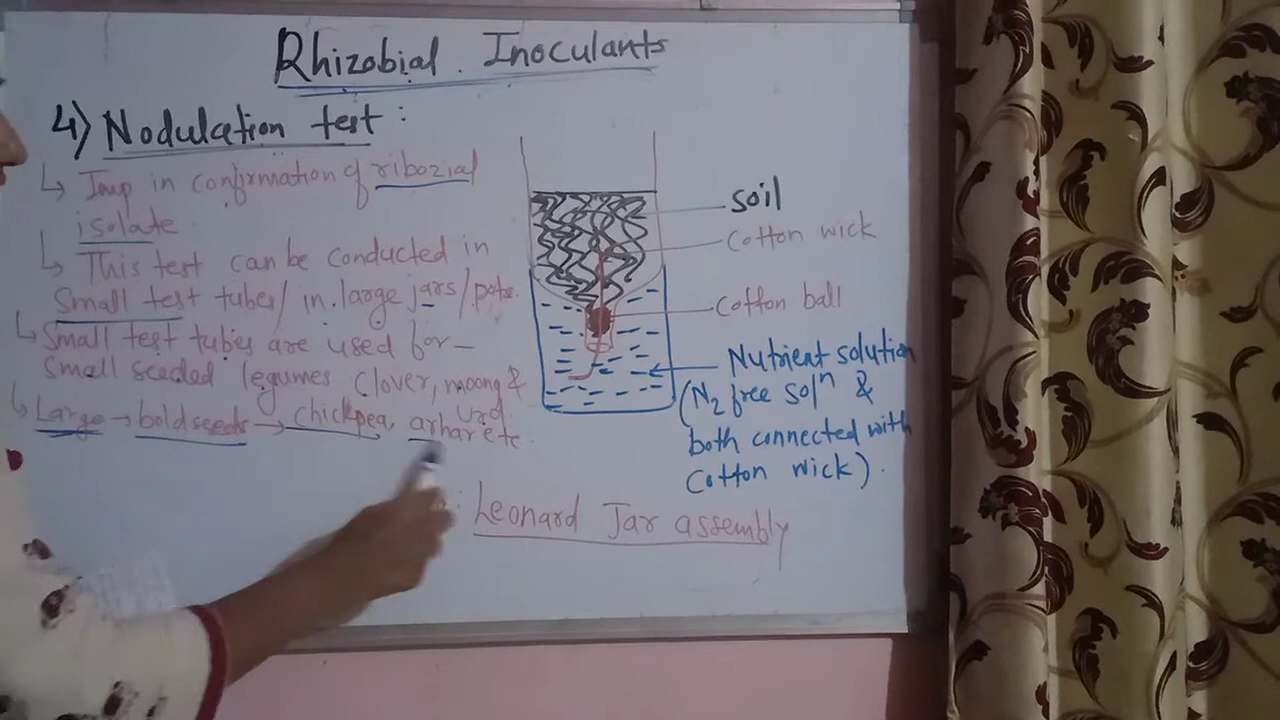 Rhizobial Inoculants
4) Nodulation test :
↳ Imp in confirmation of ribozial
isolate
↳ This test can be conducted in
Small test tubes/ in large jars/pots.
↳ Small test tubes are used for-
Small seeded legumes Clover, moong &
urd.
↳ Large → bold seeds → chickpea, arhar etc.
soil
Cotton wick
Cotton ball
Nutrient solution
(N2 free solⁿ &
both connected with
Cotton wick).
: Leonard Jar assembly